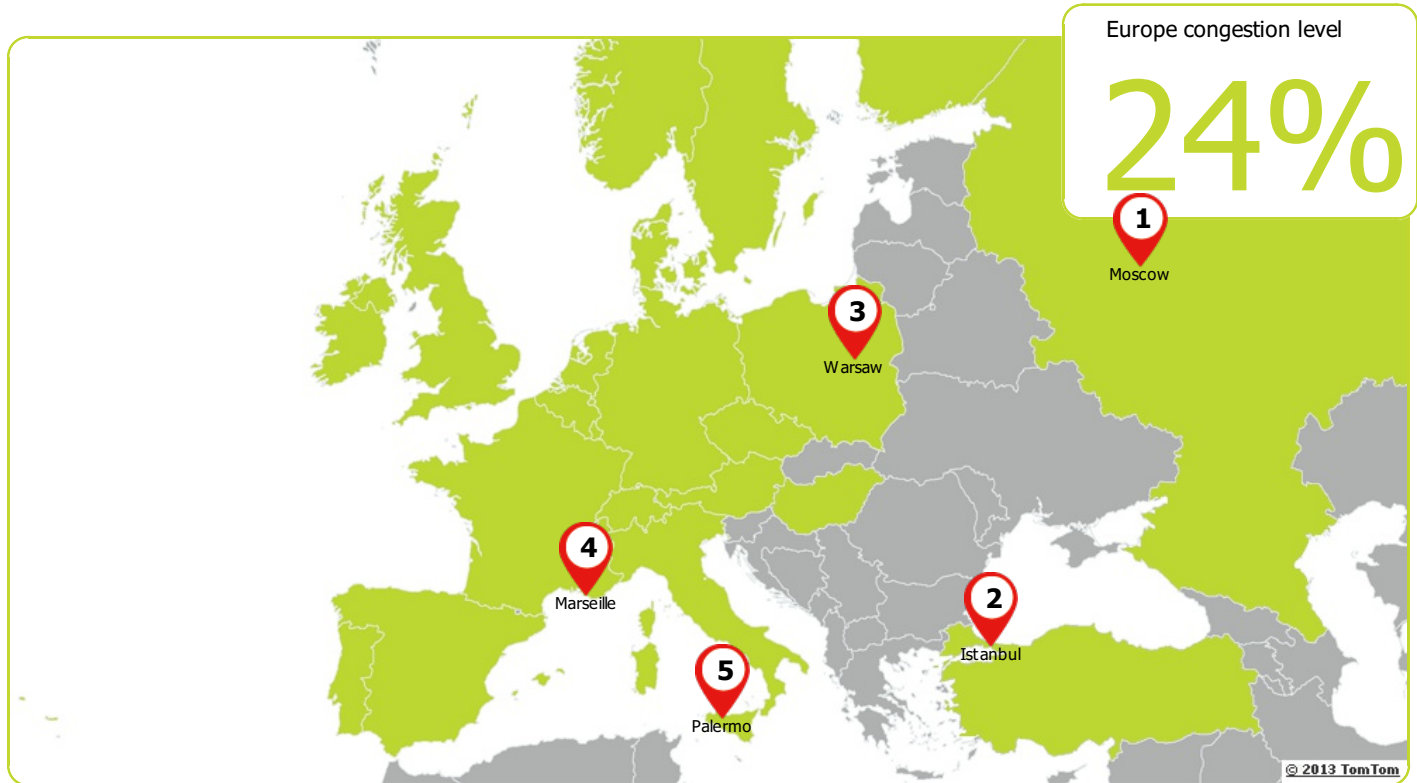 Europe congestion level
24%
1
Moscow
3
Warsaw
4
Marseille
2
Istanbul
5
Palermo
© 2013 TomTom